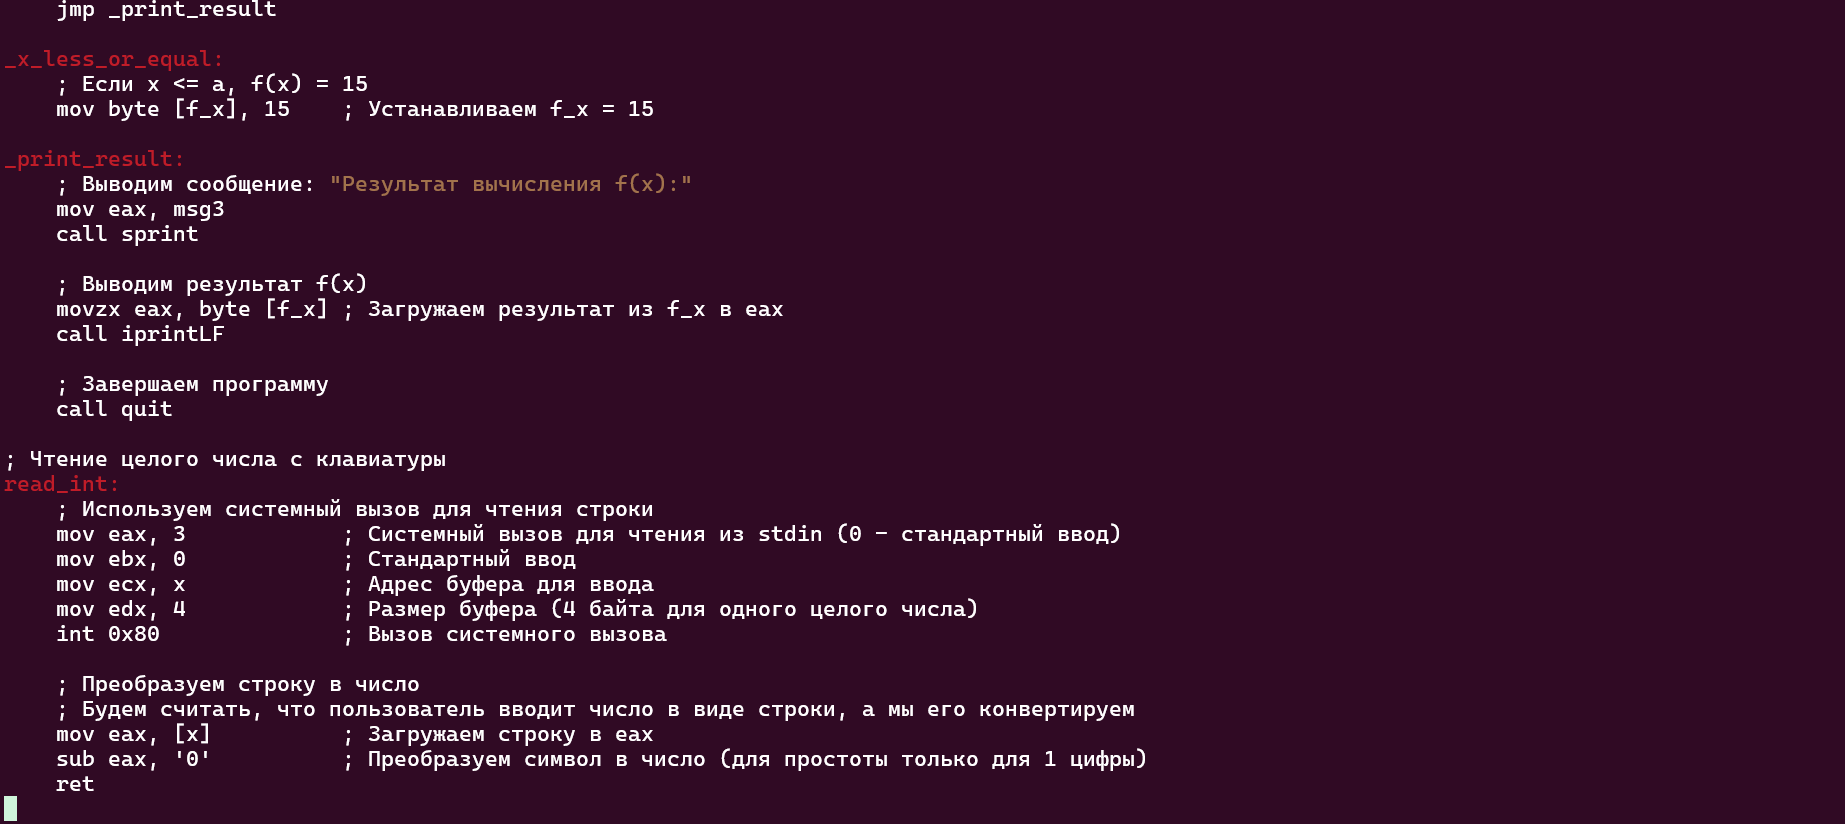 jmp _print_result

_x_less_or_equal:
    ; Если x <= a, f(x) = 15
    mov byte [f_x], 15    ; Устанавливаем f_x = 15

_print_result:
    ; Выводим сообщение: "Результат вычисления f(x):"
    mov eax, msg3
    call sprint

    ; Выводим результат f(x)
    movzx eax, byte [f_x] ; Загружаем результат из f_x в eax
    call iprintLF

    ; Завершаем программу
    call quit

; Чтение целого числа с клавиатуры
read_int:
    ; Используем системный вызов для чтения строки
    mov eax, 3            ; Системный вызов для чтения из stdin (0 — стандартный ввод)
    mov ebx, 0            ; Стандартный ввод
    mov ecx, x            ; Адрес буфера для ввода
    mov edx, 4            ; Размер буфера (4 байта для одного целого числа)
    int 0x80              ; Вызов системного вызова

    ; Преобразуем строку в число
    ; Будем считать, что пользователь вводит число в виде строки, а мы его конвертируем
    mov eax, [x]          ; Загружаем строку в eax
    sub eax, '0'          ; Преобразуем символ в число (для простоты только для 1 цифры)
    ret